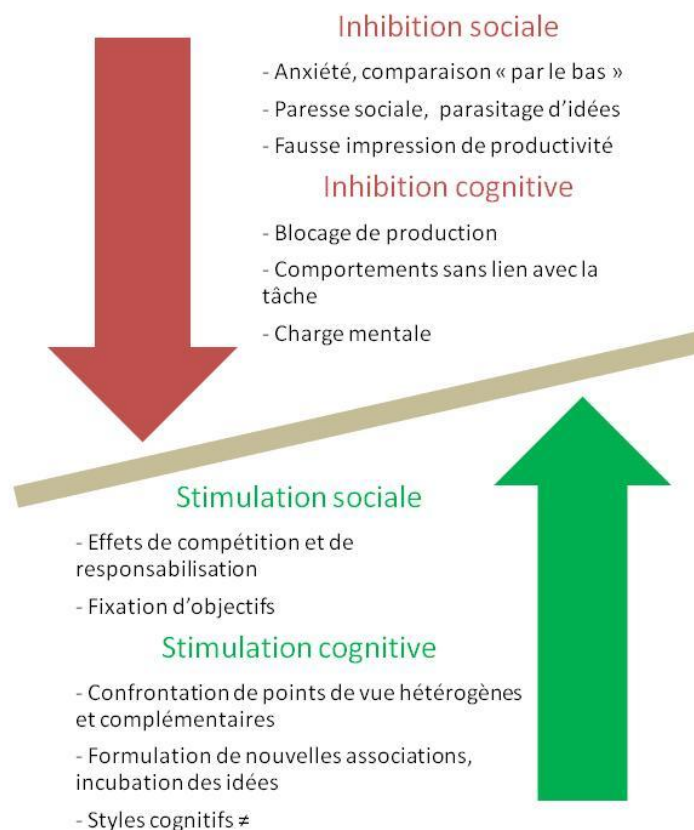 Inhibition sociale
- Anxiété, comparaison « par le bas »
- Paresse sociale, parasitage d’idées
- Fausse impression de productivité
Inhibition cognitive
- Blocage de production
- Comportements sans lien avec la
tâche
- Charge mentale
Stimulation sociale
- Effets de compétition et de
responsabilisation
- Fixation d’objectifs
Stimulation cognitive
- Confrontation de points de vue hétérogènes
et complémentaires
- Formulation de nouvelles associations,
incubation des idées
- Styles cognitifs ≠